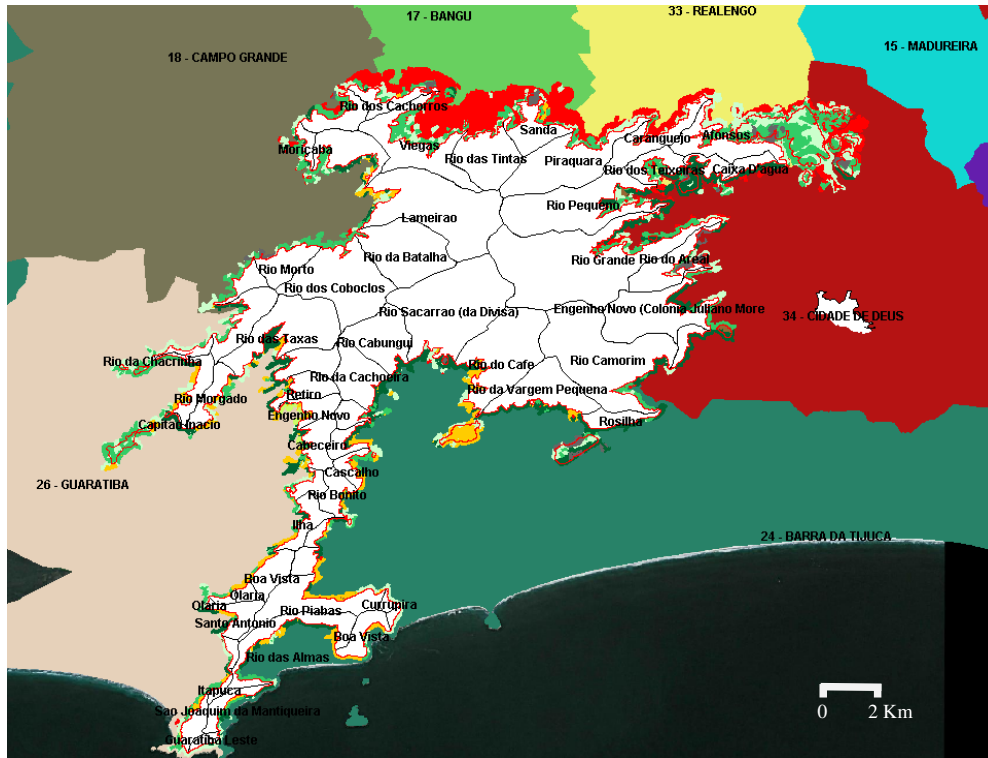 17 - BANGU
33 - REALENGO
15 - MADUREIRA
18 - CAMPO GRANDE
Rio dos Cachorros
Sanda
Caranguejo
Afonsos
Moriçaba
Viegas
Rio das Tintas
Piraquara
Rio dos Teixeiras
Caixa D'agua
Rio Pequeno
Lameirao
Rio da Batalha
Rio Grande
Rio do Areal
Rio Morto
Rio dos Coboclos
Rio Sacarrao (da Divisa)
Engenho Novo (Colonia Juliano More
34 - CIDADE DE DEUS
Rio das Taxas
Rio Cabungui
Rio da Chacrinha
Rio do Cafe
Rio Camorim
Rio da Cachoeira
Rio da Vargem Pequena
Retiro
Rio Morgado
Engenho Novo
Capitao Inacio
Rosilha
Cabeceiro
Cascalho
26 - GUARATIBA
Rio Bonito
Ilha
24 - BARRA DA TIJUCA
Boa Vista
Olaria
Olaria
Currupira
Rio Piabas
Santo Antonio
Boa Vista
Rio das Almas
Itapuca
Sao Joaquim da Mantiqueira
0 2 Km
Guaratiba Leste